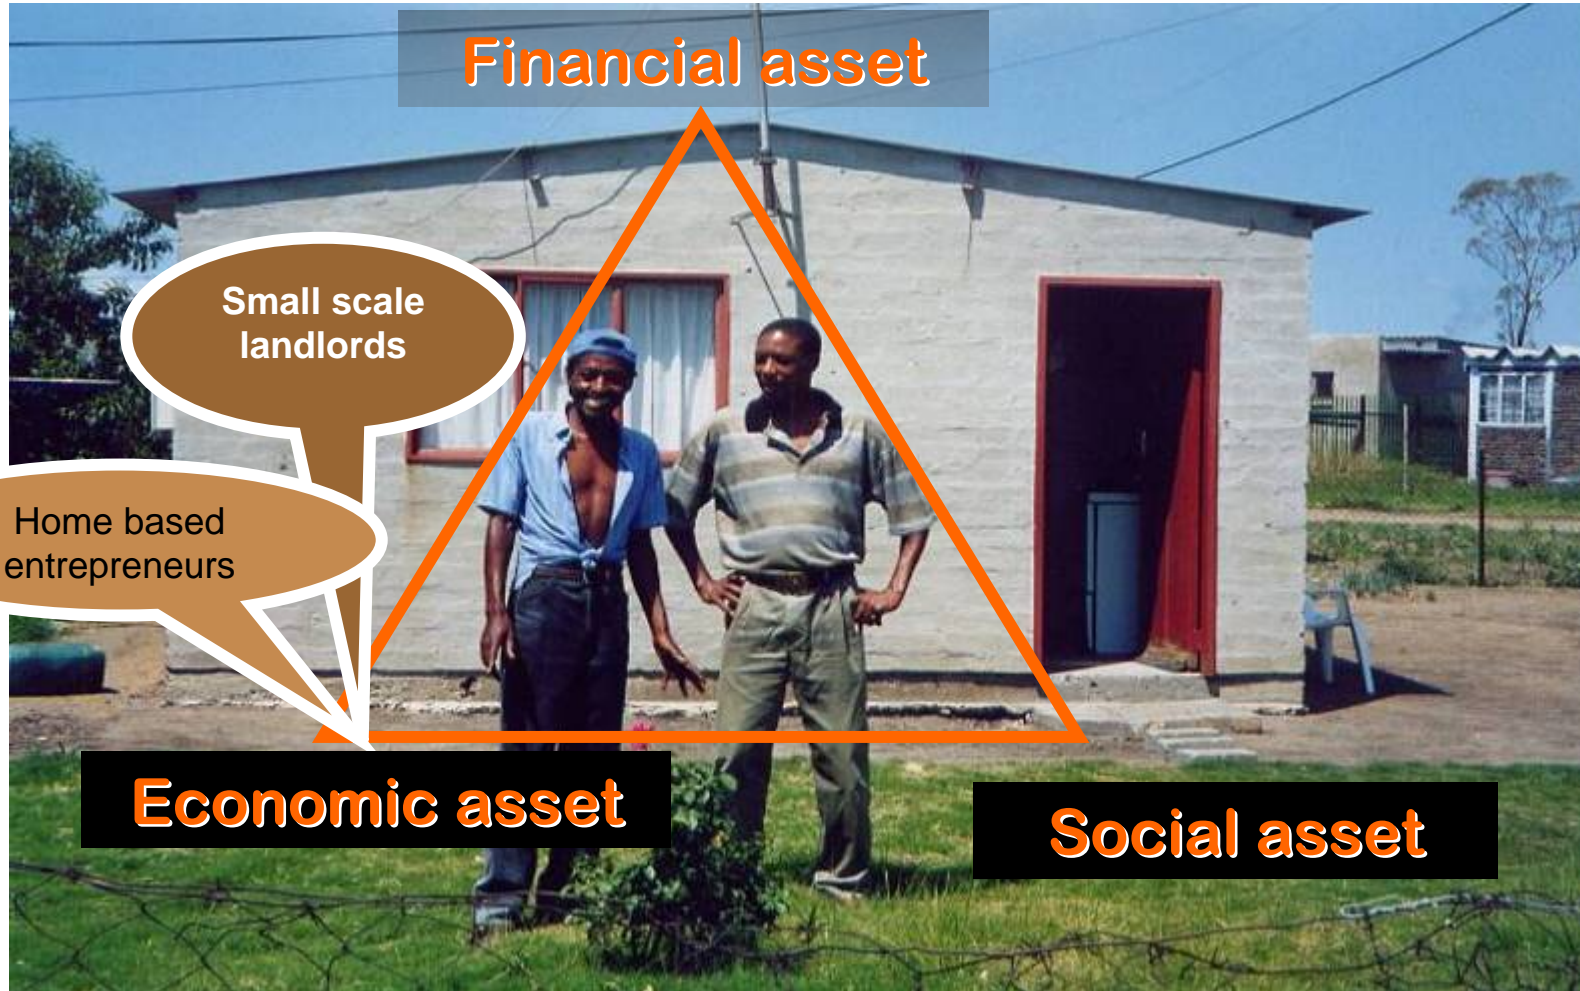 Financial asset
Small scale
landlords
Home based
entrepreneurs
Economic asset
Social asset